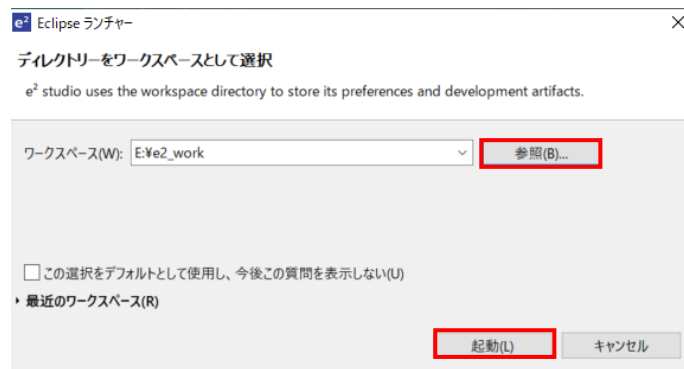 e² Eclipse ランチャー
ディレクトリーをワークスペースとして選択
e² studio uses the workspace directory to store its preferences and development artifacts.
ワークスペース(W): E:¥e2_work 参照(B)...
この選択をデフォルトとして使用し、今後この質問を表示しない(U)
最近のワークスペース(R)
起動(L) キャンセル